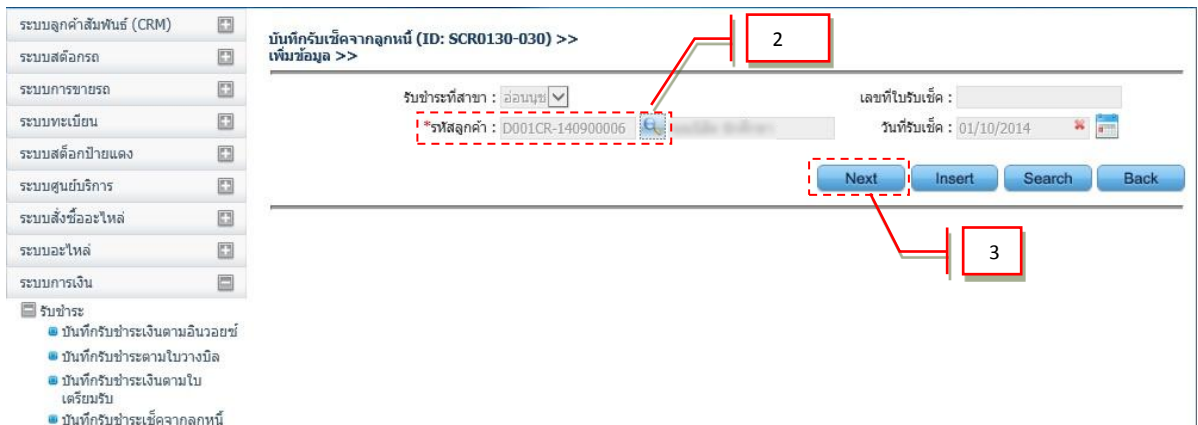 ระบบลูกค้าสัมพันธ์ (CRM)
ระบบสต๊อกรถ
ระบบการขายรถ
ระบบทะเบียน
ระบบสต็อกป้ายแดง
ระบบศูนย์บริการ
ระบบสั่งซื้ออะไหล่
ระบบอะไหล่
ระบบการเงิน
รับชำระ
บันทึกรับชำระเงินตามอินวอยซ์
บันทึกรับชำระตามใบวางบิล
บันทึกรับชำระเงินตามใบ
เตรียมรับ
บันทึกรับชำระเช็คจากลูกหนี้
บันทึกรับเช็คจากลูกหนี้ (ID: SCR0130-030) >>
เพิ่มข้อมูล >>
2
รับชำระที่สาขา : อ่อนนุช
เลขที่ใบรับเช็ค :
*รหัสลูกค้า : D001CR-140900006
วันที่รับเช็ค : 01/10/2014
Next Insert Search Back
3